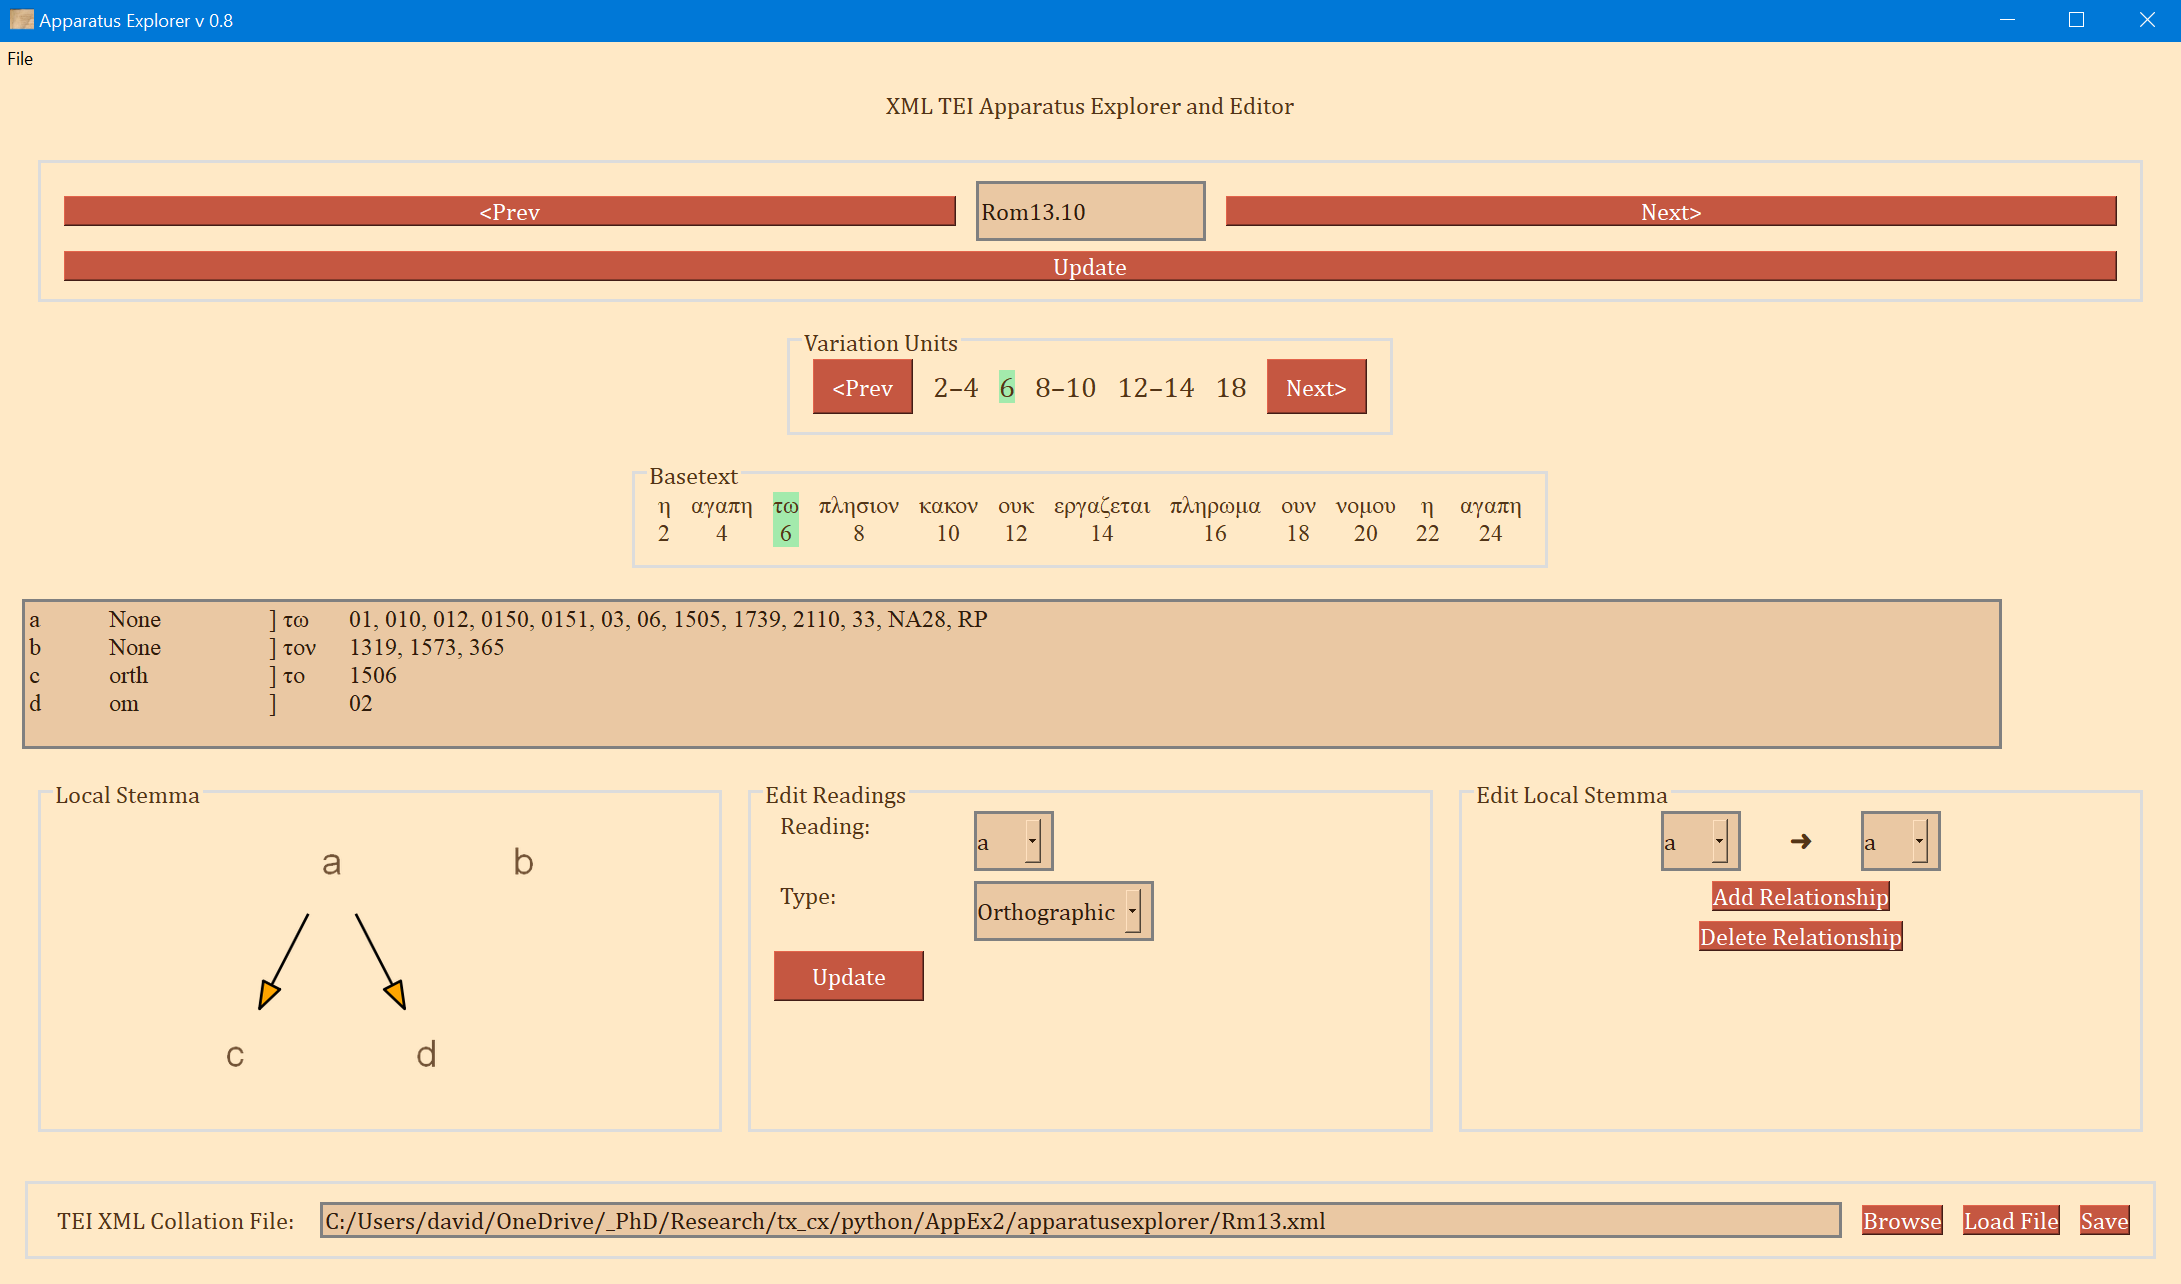 Apparatus Explorer v 0.8
File
XML TEI Apparatus Explorer and Editor
<Prev Rom13.10 Next>
Update
Variation Units
<Prev 2–4 6 8–10 12–14 18 Next>
Basetext
η αγαπη τω πλησιον κακον ουκ εργαζεται πληρωμα ουν νομου η αγαπη
2 4 6 8 10 12 14 16 18 20 22 24
a None ] τω 01, 010, 012, 0150, 0151, 03, 06, 1505, 1739, 2110, 33, NA28, RP
b None ] τον 1319, 1573, 365
c orth ] το 1506
d om ] 02
Local Stemma
a b
c d
Edit Readings
Reading: a
Type: Orthographic
Update
Edit Local Stemma
a ➜ a
Add Relationship
Delete Relationship
TEI XML Collation File: C:/Users/david/OneDrive/_PhD/Research/tx_cx/python/AppEx2/apparatusexplorer/Rm13.xml Browse Load File Save